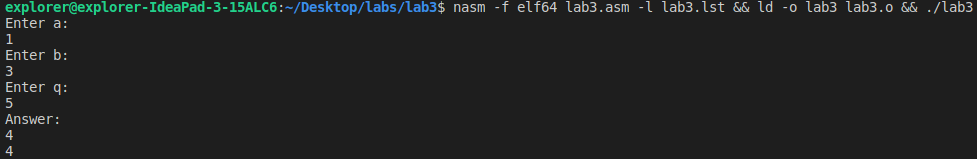 explorer@explorer-IdeaPad-3-15ALC6:~/Desktop/labs/lab3$ nasm -f elf64 lab3.asm -l lab3.lst && ld -o lab3 lab3.o && ./lab3
Enter a:
1
Enter b:
3
Enter q:
5
Answer:
4
4